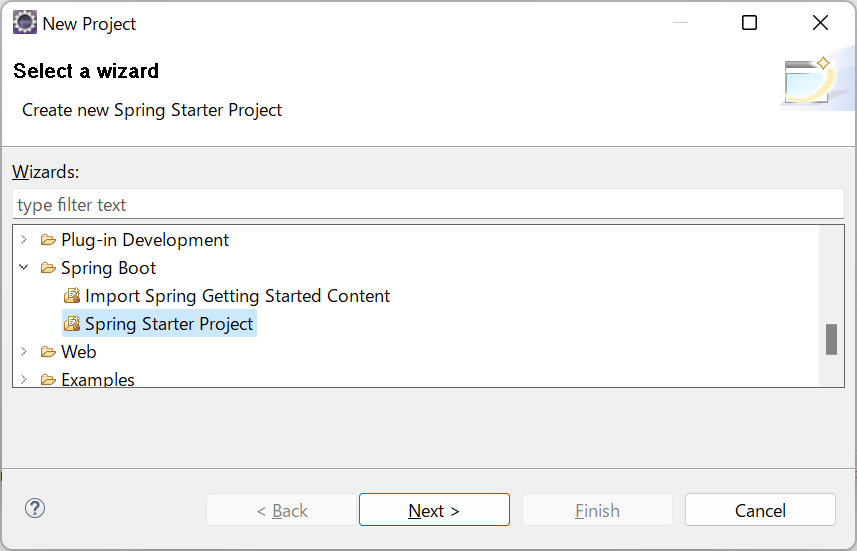 New Project
Select a wizard
Create new Spring Starter Project
Wizards:
type filter text
Plug-in Development
Spring Boot
Import Spring Getting Started Content
Spring Starter Project
Web
Examples
< Back
Next >
Finish
Cancel